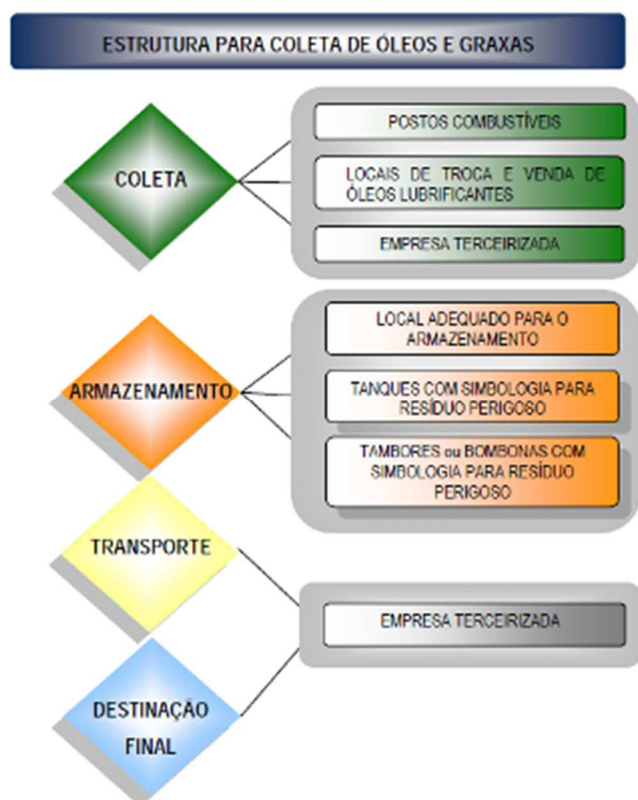 ESTRUTURA PARA COLETA DE ÓLEOS E GRAXAS
COLETA
POSTOS COMBUSTÍVEIS
LOCAIS DE TROCA E VENDA DE
ÓLEOS LUBRIFICANTES
EMPRESA TERCEIRIZADA
ARMAZENAMENTO
LOCAL ADEQUADO PARA O
ARMAZENAMENTO
TANQUES COM SIMBOLOGIA PARA
RESÍDUO PERIGOSO
TAMBORES ou BOMBONAS COM
SIMBOLOGIA PARA RESÍDUO
PERIGOSO
TRANSPORTE
EMPRESA TERCEIRIZADA
DESTINAÇÃO
FINAL